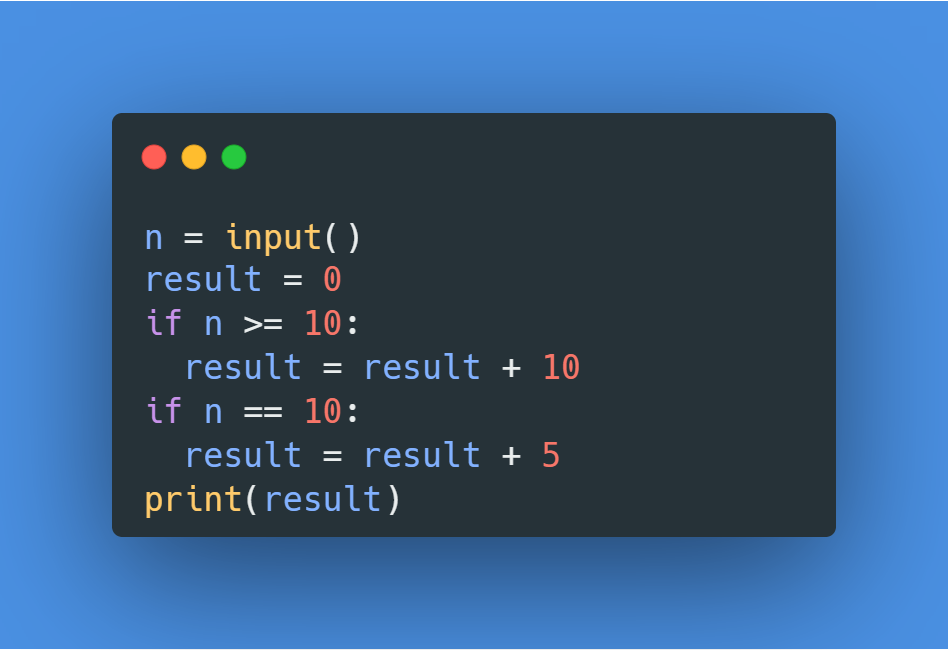 n = input()
result = 0
if n >= 10:
  result = result + 10
if n == 10:
  result = result + 5
print(result)